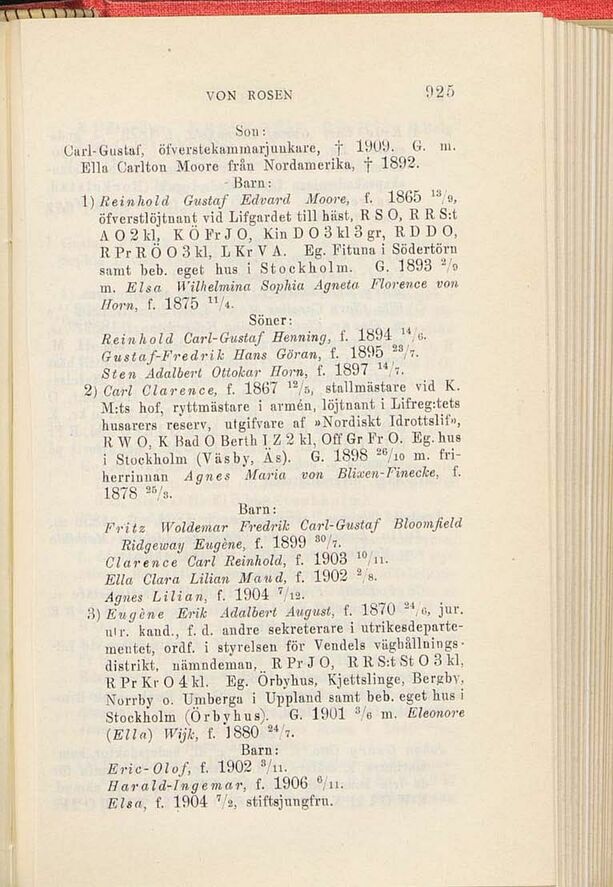 VON ROSEN 925
Son:
Carl-Gustaf, öfverstekammarjunkare, † 1909. G. m.
Ella Carlton Moore från Nordamerika, † 1892.
Barn:
1) Reinhold Gustaf Edvard Moore, f. 1865 13/9,
öfverstlöjtnant vid Lifgardet till häst, R S O, R R S:t
A O 2 kl, K Ö Fr J O, Kin D O 3 kl 3 gr, R D D O,
R Pr R Ö O 3 kl, L Kr V A. Eg. Fituna i Södertörn
samt beb. eget hus i Stockholm. G. 1893 2/9
m. Elsa Wilhelmina Sophia Agneta Florence von
Horn, f. 1875 11/4.
Söner:
Reinhold Carl-Gustaf Henning, f. 1894 14/6.
Gustaf-Fredrik Hans Göran, f. 1895 23/7.
Sten Adalbert Ottokar Horn, f. 1897 14/7.
2) Carl Clarence, f. 1867 12/5, stallmästare vid K.
M:ts hof, ryttmästare i armén, löjtnant i Lifreg:tets
husarers reserv, utgifvare af »Nordiskt Idrottslif»,
R W O, K Bad O Berth I Z 2 kl, Off Gr Fr O. Eg. hus
i Stockholm (Väsby, Ås). G. 1898 26/10 m. fri-
herrinnan Agnes Maria von Blixen-Finecke, f.
1878 25/3.
Barn:
Fritz Woldemar Fredrik Carl-Gustaf Bloomfield
Ridgeway Eugène, f. 1899 30/7.
Clarence Carl Reinhold, f. 1903 10/11.
Ella Clara Lilian Maud, f. 1902 2/8.
Agnes Lilian, f. 1904 7/12.
3) Eugène Erik Adalbert August, f. 1870 24/6, jur.
utr. kand., f. d. andre sekreterare i utrikesdeparte-
mentet, ordf. i styrelsen för Vendels väghållnings-
distrikt, nämndeman, R Pr J O, R R S:t St O 3 kl,
R Pr Kr O 4 kl. Eg. Örbyhus, Kjettslinge, Bergby,
Norrby o. Umberga i Uppland samt beb. eget hus i
Stockholm (Örbyhus). G. 1901 3/6 m. Eleonore
(Ella) Wijk, f. 1880 24/7.
Barn:
Eric-Olof, f. 1902 3/11.
Harald-Ingemar, f. 1906 6/11.
Elsa, f. 1904 7/2, stiftsjungfru.